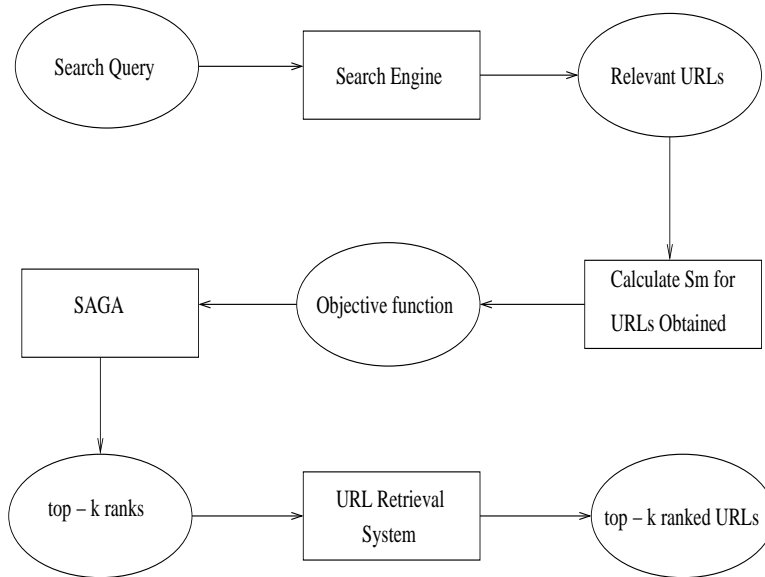 Search Query
Search Engine
Relevant URLs
Calculate Sm for
URLs Obtained
Objective function
SAGA
top – k ranks
URL Retrieval
System
top – k ranked URLs